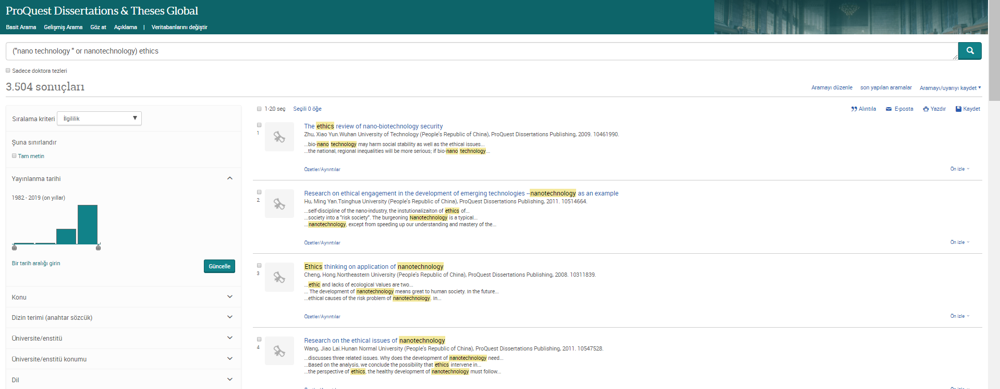 ProQuest Dissertations & Theses Global
Basit Arama Gelişmiş Arama Göz at Açıklama | Veritabanlarını değiştir
("nano technology " or nanotechnology) ethics
Sadece doktora tezleri
3.504 sonuçları
Aramayı düzenle son yapılan aramalar Aramayı/uyarıyı kaydet
Sıralama kriteri İlgililik
Şuna sınırlandır
Tam metin
Yayınlanma tarihi
1982 - 2019 (on yıllar)
Bir tarih aralığı girin Güncelle
Konu
Dizin terimi (anahtar sözcük)
Üniversite/enstitü
Üniversite/enstitü konumu
Dil
1-20 seç Seçili 0 öğe
Alıntıla E-posta Yazdır Kaydet
1
The ethics review of nano-biotechnology security
Zhu, Xiao Yun.Wuhan University of Technology (People's Republic of China), ProQuest Dissertations Publishing, 2009. 10461990.
...bio-nano technology may harm social stability as well as the ethical issues...
...the national, regional inequalities will be more serious; if bio-nano technology...
Özetler/Ayrıntılar Ön izle
2
Research on ethical engagement in the development of emerging technologies --nanotechnology as an example
Hu, Ming Yan.Tsinghua University (People's Republic of China), ProQuest Dissertations Publishing, 2011. 10514664.
...self-discipline of the nano-industry, the instutionalizaiton of ethics of...
...society into a "risk society". The burgeoning Nanotechnology is a typical...
...nanotechnology, except from speeding up our understanding and mastery of the...
Özetler/Ayrıntılar Ön izle
3
Ethics thinking on application of nanotechnology
Cheng, Hong.Northeastern University (People's Republic of China), ProQuest Dissertations Publishing, 2008. 10311839.
...ethic and lacks of ecological Values are two...
... The development of nanotechnology means great to human society. In the future...
...ethical causes of the risk problem of nanotechnology. In...
Özetler/Ayrıntılar Ön izle
4
Research on the ethical issues of nanotechnology
Wang, Jiao Lai.Hunan Normal University (People's Republic of China), ProQuest Dissertations Publishing, 2011. 10547528.
...discusses three related issues. Why does the development of nanotechnology need...
...Based on the analysis, we conclude the possibility that ethics intervene in...
...the perspective of ethics, the healthy development of nanotechnology must follow...